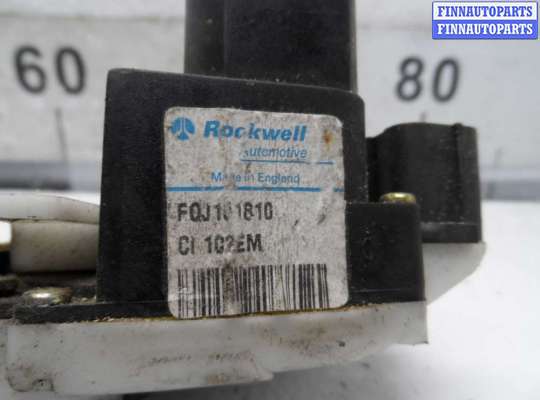 FINNAUTOPARTS
FINNAUTOPARTS
60
80
Rockwell
Automotive
Made in England
FQJ101810